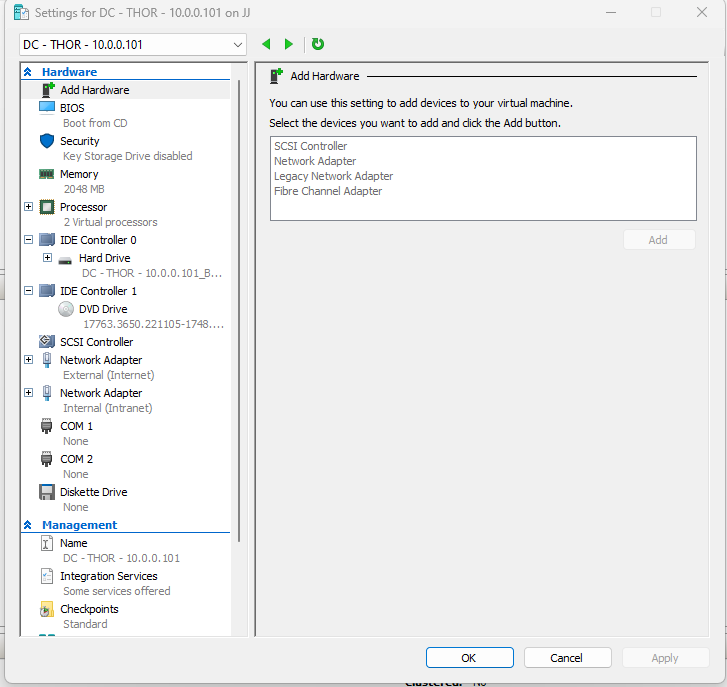 Settings for DC - THOR - 10.0.0.101 on JJ
DC - THOR - 10.0.0.101
Hardware
Add Hardware
BIOS
Boot from CD
Security
Key Storage Drive disabled
Memory
2048 MB
Processor
2 Virtual processors
IDE Controller 0
Hard Drive
DC - THOR - 10.0.0.101_B...
IDE Controller 1
DVD Drive
17763.3650.221105-1748....
SCSI Controller
Network Adapter
External (Internet)
Network Adapter
Internal (Intranet)
COM 1
None
COM 2
None
Diskette Drive
None
Management
Name
DC - THOR - 10.0.0.101
Integration Services
Some services offered
Checkpoints
Standard
Add Hardware
You can use this setting to add devices to your virtual machine.
Select the devices you want to add and click the Add button.
SCSI Controller
Network Adapter
Legacy Network Adapter
Fibre Channel Adapter
Add
OK
Cancel
Apply
Clustered: No